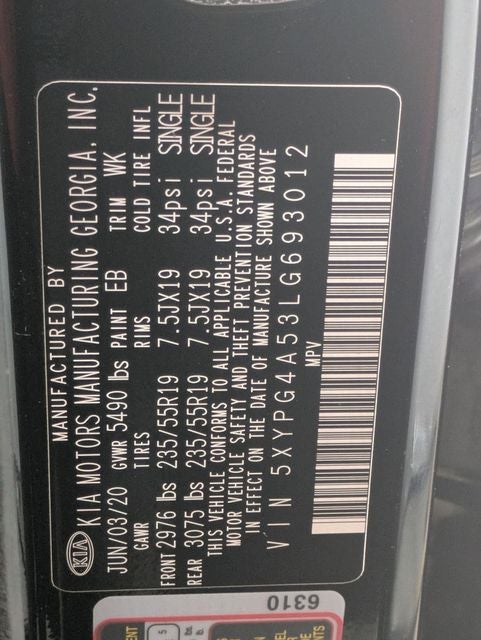 MANUFACTURED BY
KIA KIA MOTORS MANUFACTURING GEORGIA, INC.
JUN/03/20 GVWR 5490 lbs PAINT EB TRIM WK
GAWR TIRES RIMS COLD TIRE INFL
FRONT 2976 lbs 235/55R19 7.5JX19 34psi SINGLE
REAR 3075 lbs 235/55R19 7.5JX19 34psi SINGLE
THIS VEHICLE CONFORMS TO ALL APPLICABLE U.S.A. FEDERAL
MOTOR VEHICLE SAFETY AND THEFT PREVENTION STANDARDS
IN EFFECT ON THE DATE OF MANUFACTURE SHOWN ABOVE
VIN 5XYPG4A53LG693012
MPV
6310
5